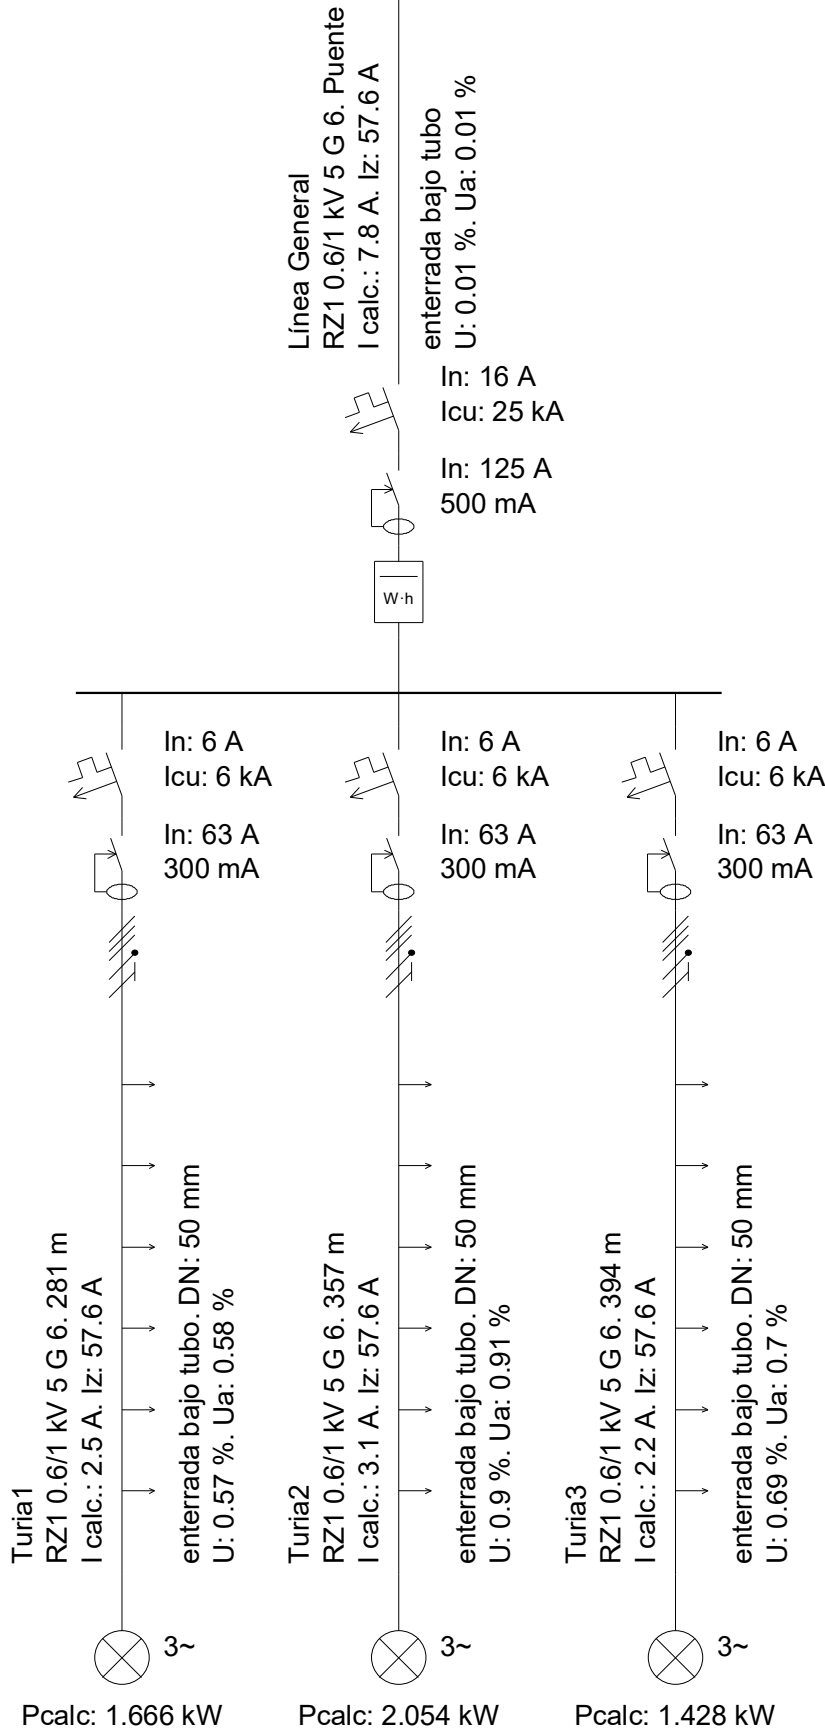 Línea General
RZ1 0.6/1 kV 5 G 6. Puente
I calc.: 7.8 A. Iz: 57.6 A
enterrada bajo tubo
U: 0.01 %. Ua: 0.01 %
In: 16 A
Icu: 25 kA
In: 125 A
500 mA
W·h
In: 6 A
Icu: 6 kA
In: 63 A
300 mA
In: 6 A
Icu: 6 kA
In: 63 A
300 mA
In: 6 A
Icu: 6 kA
In: 63 A
300 mA
Turia1
RZ1 0.6/1 kV 5 G 6. 281 m
I calc.: 2.5 A. Iz: 57.6 A
enterrada bajo tubo. DN: 50 mm
U: 0.57 %. Ua: 0.58 %
Turia2
RZ1 0.6/1 kV 5 G 6. 357 m
I calc.: 3.1 A. Iz: 57.6 A
enterrada bajo tubo. DN: 50 mm
U: 0.9 %. Ua: 0.91 %
Turia3
RZ1 0.6/1 kV 5 G 6. 394 m
I calc.: 2.2 A. Iz: 57.6 A
enterrada bajo tubo. DN: 50 mm
U: 0.69 %. Ua: 0.7 %
3~
3~
3~
Pcalc: 1.666 kW
Pcalc: 2.054 kW
Pcalc: 1.428 kW